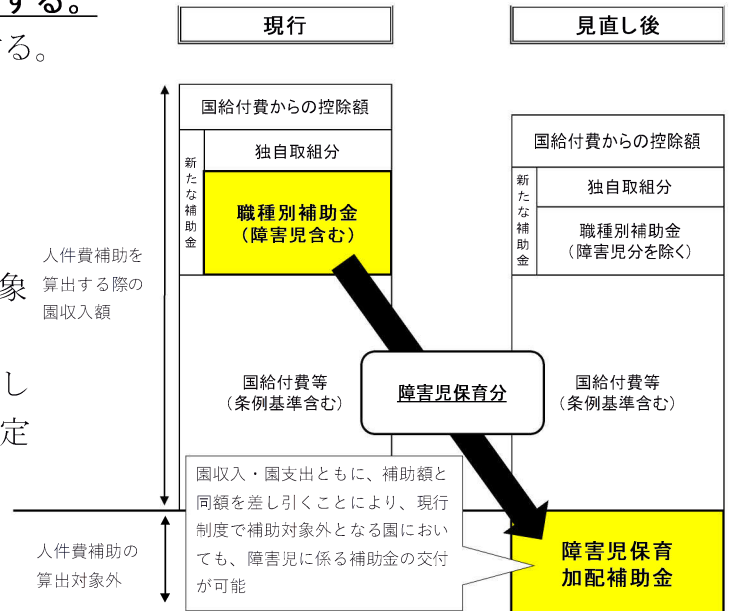 する。
する。
象
し
定
現行
見直し後
人件費補助を
算出する際の
園収入額
国給付費からの控除額
新たな補助金
独自取組分
職種別補助金
（障害児含む）
国給付費等
（条例基準含む）
障害児保育分
国給付費からの控除額
新たな補助金
独自取組分
職種別補助金
（障害児分を除く）
国給付費等
（条例基準含む）
園収入・園支出ともに、補助額と
同額を差し引くことにより、現行
制度で補助対象外となる園におい
ても、障害児に係る補助金の交付
が可能
人件費補助の
算出対象外
障害児保育
加配補助金